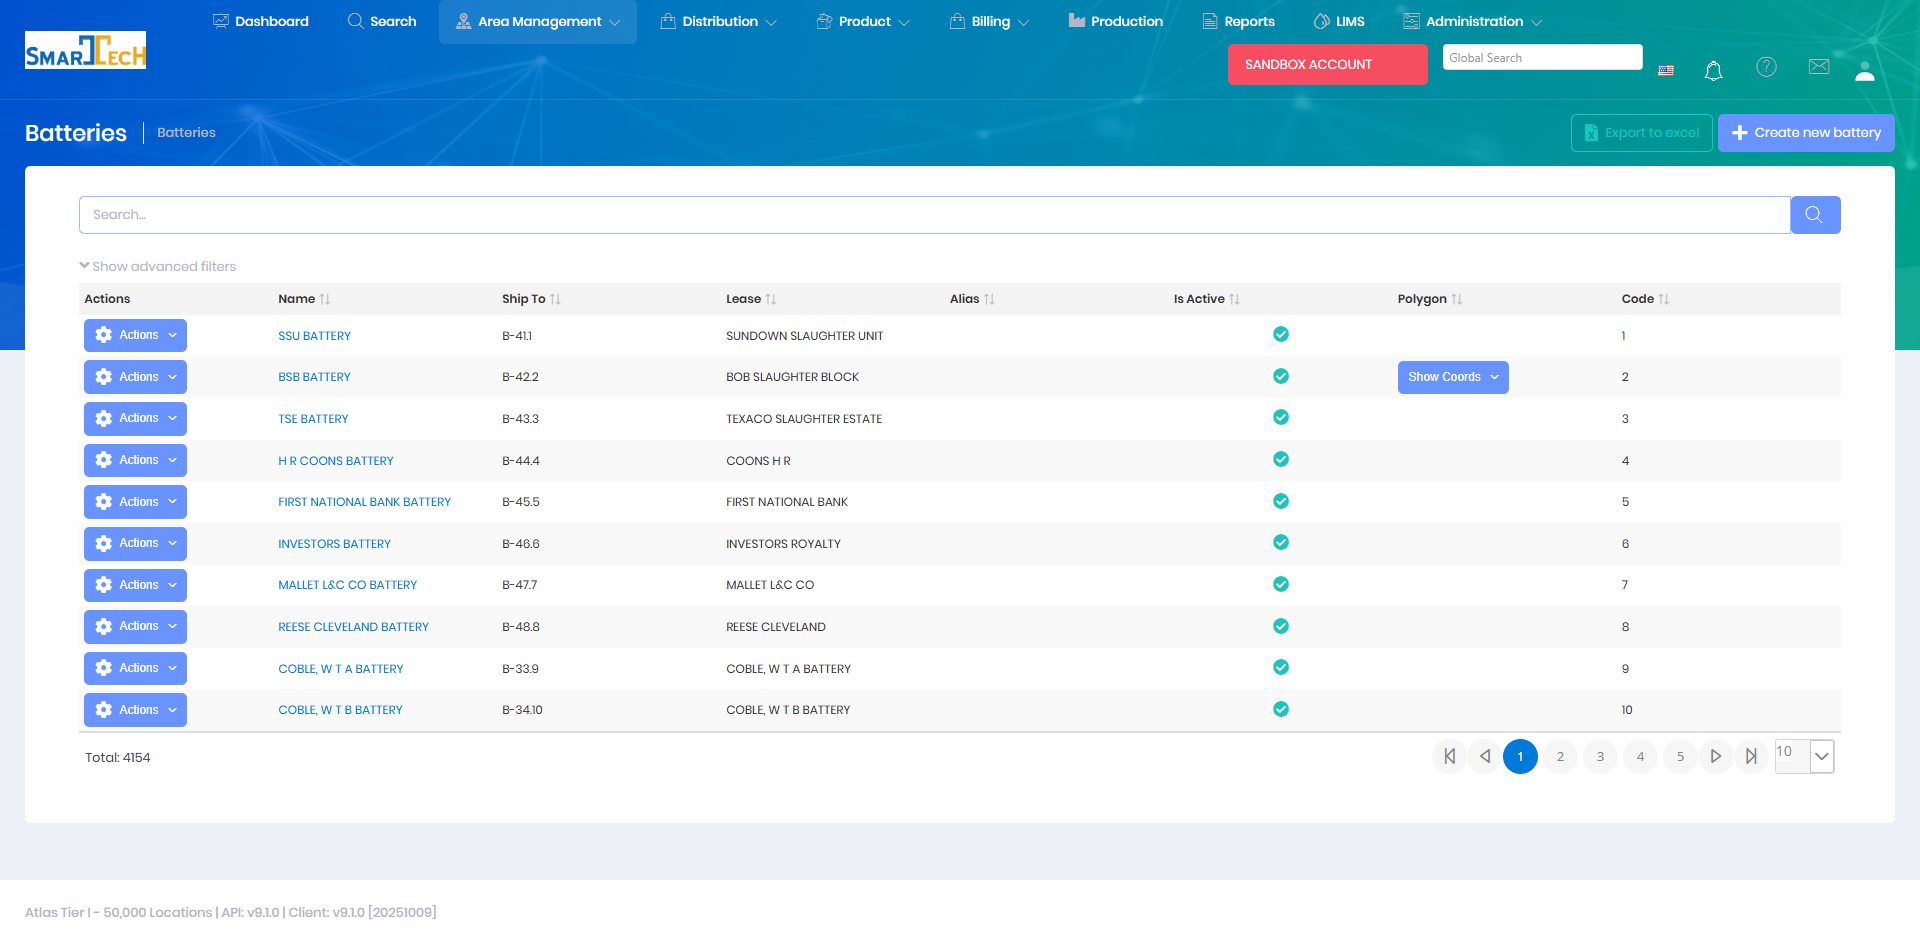 Dashboard
Search
Area Management
Distribution
Product
Billing
Production
Reports
LIMS
Administration
SMARTTECH
SANDBOX ACCOUNT
Global Search
Batteries
Batteries
Export to excel
Create new battery
Search...
Show advanced filters
Actions Name Ship To Lease Alias Is Active Polygon Code
Actions SSU BATTERY B-41.1 SUNDOWN SLAUGHTER UNIT 1
Actions BSB BATTERY B-42.2 BOB SLAUGHTER BLOCK Show Coords 2
Actions TSE BATTERY B-43.3 TEXACO SLAUGHTER ESTATE 3
Actions H R COONS BATTERY B-44.4 COONS H R 4
Actions FIRST NATIONAL BANK BATTERY B-45.5 FIRST NATIONAL BANK 5
Actions INVESTORS BATTERY B-46.6 INVESTORS ROYALTY 6
Actions MALLET L&C CO BATTERY B-47.7 MALLET L&C CO 7
Actions REESE CLEVELAND BATTERY B-48.8 REESE CLEVELAND 8
Actions COBLE, W T A BATTERY B-33.9 COBLE, W T A BATTERY 9
Actions COBLE, W T B BATTERY B-34.10 COBLE, W T B BATTERY 10
Total: 4154
1 2 3 4 5 10
Atlas Tier I - 50,000 Locations | API: v9.1.0 | Client: v9.1.0 [20251009]